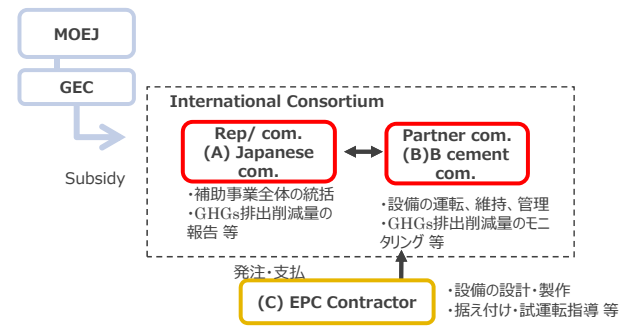 MOEJ
GEC
Subsidy
International Consortium
Rep/ com.
(A) Japanese
com.
Partner com.
(B)B cement
com.
・補助事業全体の統括
・GHGs排出削減量の
報告 等
・設備の運転、維持、管理
・GHGs排出削減量のモニ
タリング 等
発注・支払
(C) EPC Contractor
・設備の設計・製作
・据え付け・試運転指導 等